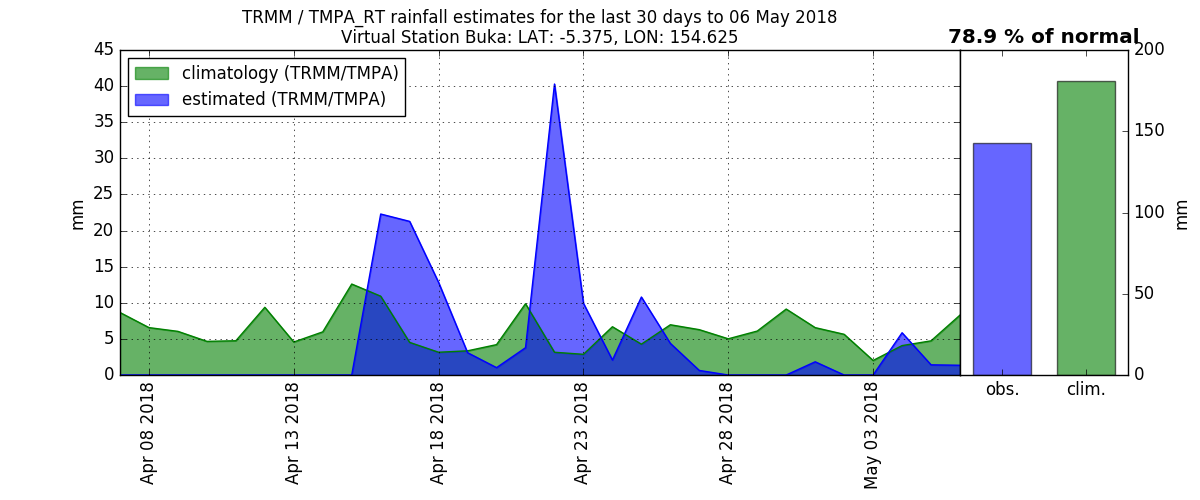 TRMM / TMPA_RT rainfall estimates for the last 30 days to 06 May 2018
Virtual Station Buka: LAT: -5.375, LON: 154.625
78.9 % of normal
climatology (TRMM/TMPA)
estimated (TRMM/TMPA)
mm
45
40
35
30
25
20
15
10
5
0
Apr 08 2018
Apr 13 2018
Apr 18 2018
Apr 23 2018
Apr 28 2018
May 03 2018
200
150
100
50
0
mm
obs.
clim.